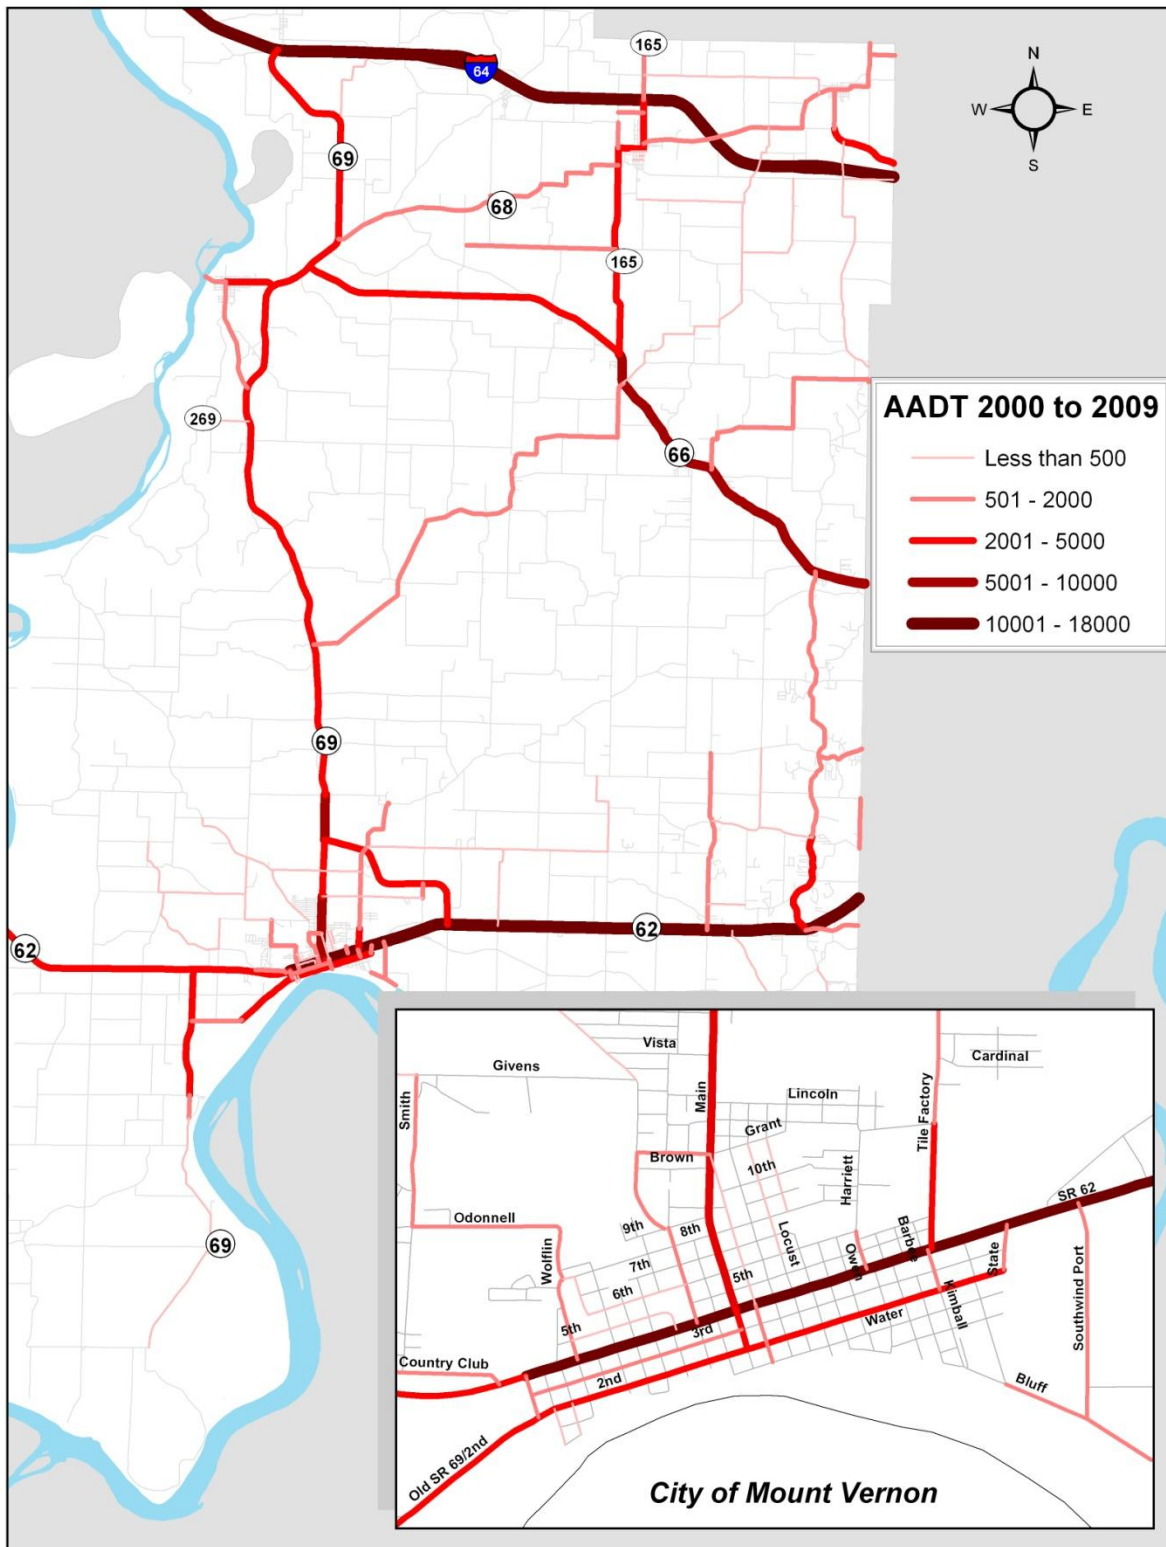 165
64
N
W E
S
69
68
165
AADT 2000 to 2009
Less than 500
501 - 2000
2001 - 5000
5001 - 10000
10001 - 18000
269
66
69
62
62
69
Vista
Cardinal
Givens
Main
Lincoln
Smith
Tile Factory
Grant
Brown
10th
Harriett
SR 62
Odonnell
9th
8th
Locust
Barbee
State
Wolflin
7th
Owen
5th
6th
Kimball
Southwind Port
5th
3rd
Water
Country Club
2nd
Bluff
Old SR 69/2nd
City of Mount Vernon